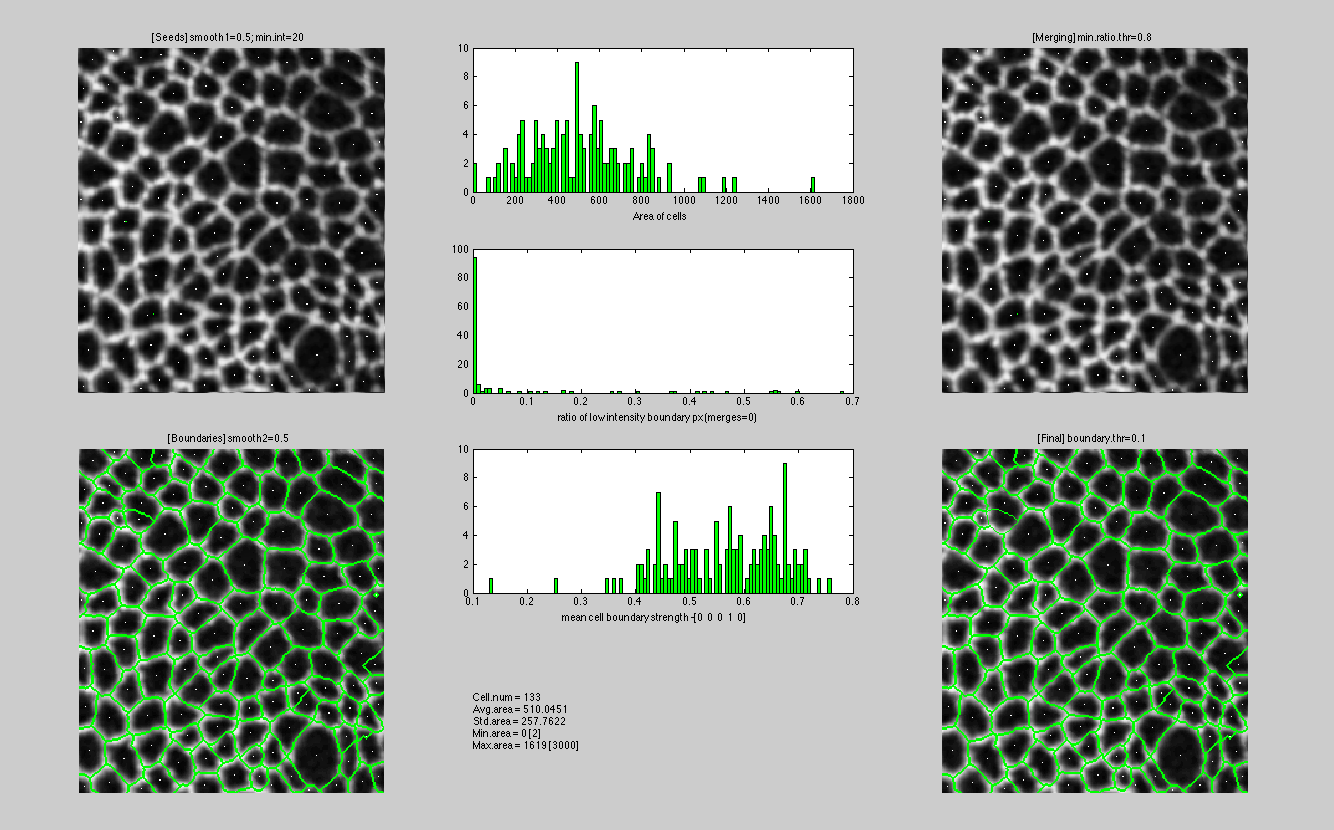 [Seeds] smooth1=0.5; min.int=20
10
8
6
4
2
0
0 200 400 600 800 1000 1200 1400 1600 1800
Area of cells
[Merging] min.ratio.thr=0.8
100
80
60
40
20
0
0 0.1 0.2 0.3 0.4 0.5 0.6 0.7
ratio of low intensity boundary px (merges=0)
[Boundaries] smooth2=0.5
10
8
6
4
2
0
0.1 0.2 0.3 0.4 0.5 0.6 0.7 0.8
mean cell boundary strength -[0 0 0 1 0]
[Final] boundary.thr=0.1
Cell.num = 133
Avg.area = 510.0451
Std.area = 257.7622
Min.area = 0 [2]
Max.area = 1619 [3000]